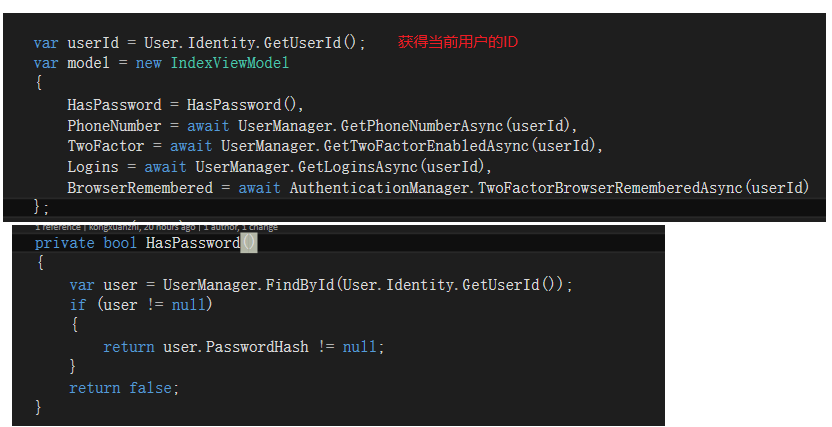 var userId = User.Identity.GetUserId(); 获得当前用户的ID
var model = new IndexViewModel
{
HasPassword = HasPassword(),
PhoneNumber = await UserManager.GetPhoneNumberAsync(userId),
TwoFactor = await UserManager.GetTwoFactorEnabledAsync(userId),
Logins = await UserManager.GetLoginsAsync(userId),
BrowserRemembered = await AuthenticationManager.TwoFactorBrowserRememberedAsync(userId)
};
1 reference | kongxuanzhi, 20 hours ago | 1 author, 1 change
private bool HasPassword()
{
var user = UserManager.FindById(User.Identity.GetUserId());
if (user != null)
{
return user.PasswordHash != null;
}
return false;
}